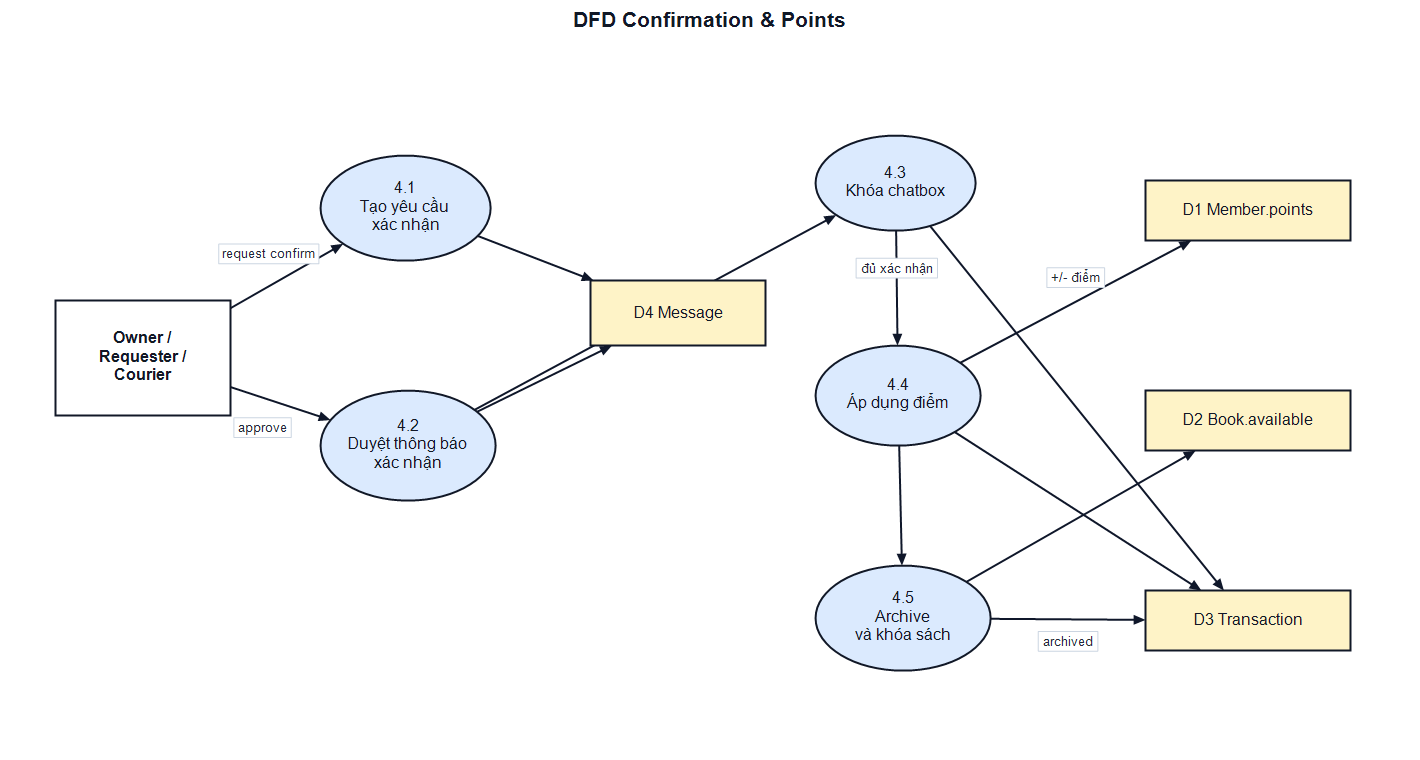 DFD Confirmation & Points
4.1
Tạo yêu cầu
xác nhận
request confirm
Owner /
Requester /
Courier
approve
4.2
Duyệt thông báo
xác nhận
D4 Message
4.3
Khóa chatbox
đủ xác nhận
4.4
Áp dụng điểm
4.5
Archive
và khóa sách
+/- điểm
archived
D1 Member.points
D2 Book.available
D3 Transaction